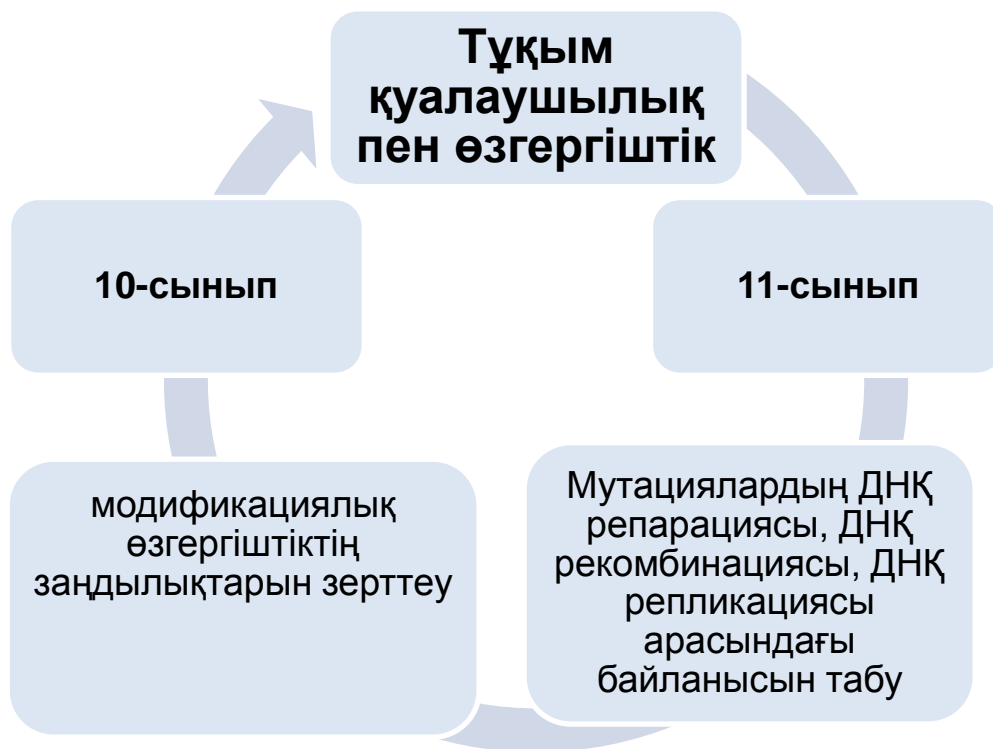 Тұқым
қуалаушылық
пен өзгергіштік
10-сынып
11-сынып
модификациялық
өзгергіштіктің
заңдылықтарын зерттеу
Мутациялардың ДНҚ
репарациясы, ДНҚ
рекомбинациясы, ДНҚ
репликациясы
арасындағы
байланысын табу